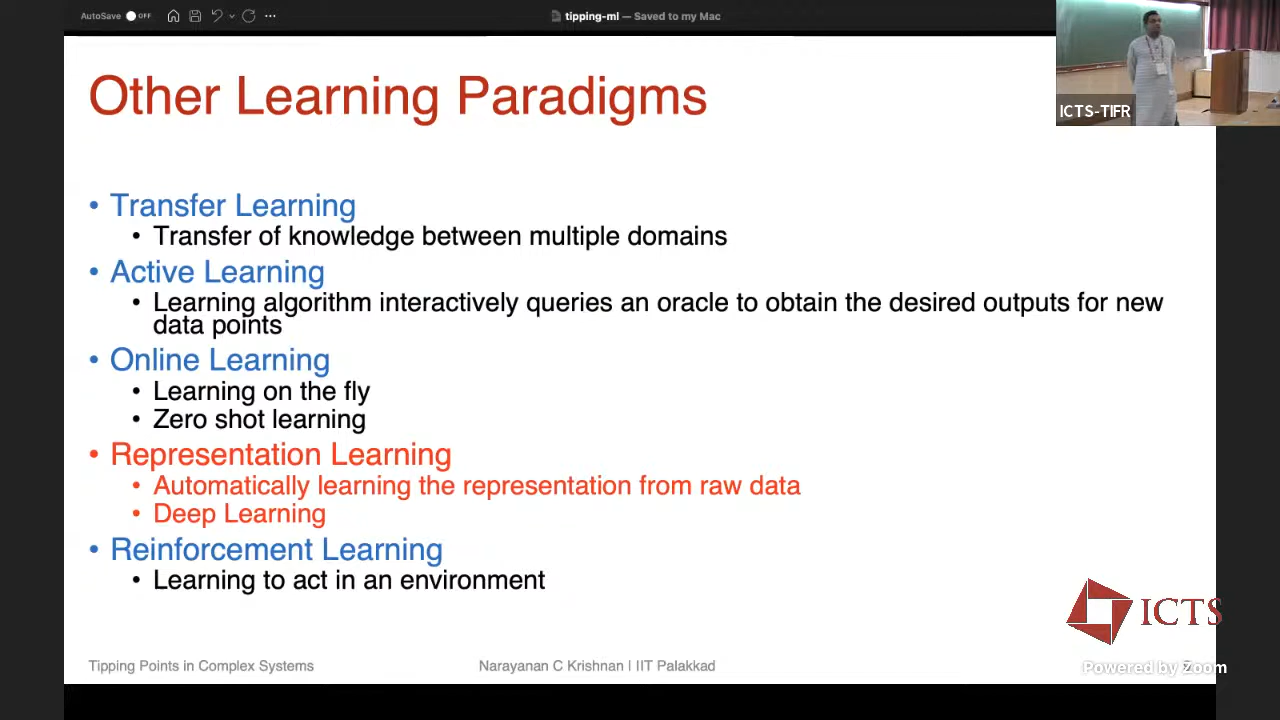 AutoSave OFF
tipping-ml — Saved to my Mac
Other Learning Paradigms
ICTS-TIFR
• Transfer Learning
• Transfer of knowledge between multiple domains
• Active Learning
• Learning algorithm interactively queries an oracle to obtain the desired outputs for new
data points
• Online Learning
• Learning on the fly
• Zero shot learning
• Representation Learning
• Automatically learning the representation from raw data
• Deep Learning
• Reinforcement Learning
• Learning to act in an environment
ICTS
Tipping Points in Complex Systems
Narayanan C Krishnan | IIT Palakkad
Powered by Zoom